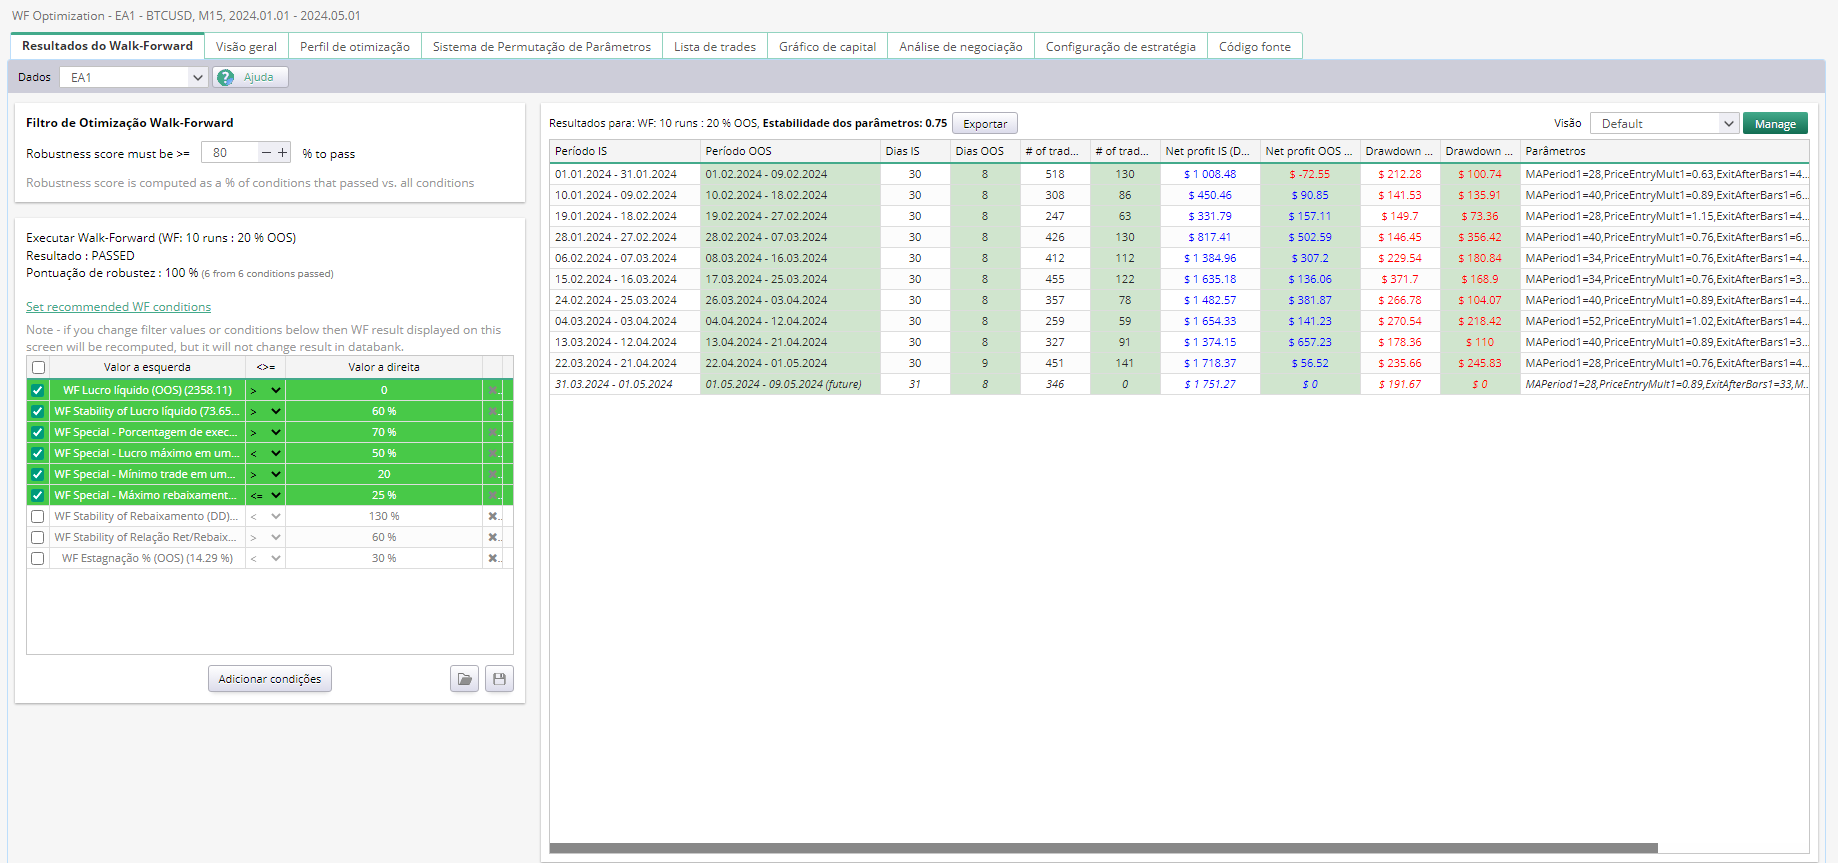 WF Optimization - EA1 - BTCUSD, M15, 2024.01.01 - 2024.05.01
Resultados do Walk-Forward Visão geral Perfil de otimização Sistema de Permutação de Parâmetros Lista de trades Gráfico de capital Análise de negociação Configuração de estratégia Código fonte
Dados EA1 ? Ajuda
Filtro de Otimização Walk-Forward
Robustness score must be >= 80 − + % to pass
Robustness score is computed as a % of conditions that passed vs. all conditions
Executar Walk-Forward (WF: 10 runs : 20 % OOS)
Resultado : PASSED
Pontuação de robustez : 100 % (6 from 6 conditions passed)
Set recommended WF conditions
Note - if you change filter values or conditions below then WF result displayed on this
screen will be recomputed, but it will not change result in databank.
Valor a esquerda <>= Valor a direita
WF Lucro líquido (OOS) (2358.11) > 0
WF Stability of Lucro líquido (73.65... > 60 %
WF Special - Porcentagem de exec... > 70 %
WF Special - Lucro máximo em um... < 50 %
WF Special - Mínimo trade em um... > 20
WF Special - Máximo rebaixament... <= 25 %
WF Stability of Rebaixamento (DD)... < 130 %
WF Stability of Relação Ret/Rebaix... > 60 %
WF Estagnação % (OOS) (14.29 %) < 30 %
Adicionar condições
Resultados para: WF: 10 runs : 20 % OOS, Estabilidade dos parâmetros: 0.75 Exportar Visão Default Manage
Período IS Período OOS Dias IS Dias OOS # of trad... # of trad... Net profit IS (D... Net profit OOS ... Drawdown ... Drawdown ... Parâmetros
01.01.2024 - 31.01.2024 01.02.2024 - 09.02.2024 30 8 518 130 $ 1 008.48 $ -72.55 $ 212.28 $ 100.74 MAPeriod1=28,PriceEntryMult1=0.63,ExitAfterBars1=4...
10.01.2024 - 09.02.2024 10.02.2024 - 18.02.2024 30 8 308 86 $ 450.46 $ 90.85 $ 141.53 $ 135.91 MAPeriod1=40,PriceEntryMult1=0.89,ExitAfterBars1=6...
19.01.2024 - 18.02.2024 19.02.2024 - 27.02.2024 30 8 247 63 $ 331.79 $ 157.11 $ 149.7 $ 73.36 MAPeriod1=28,PriceEntryMult1=1.15,ExitAfterBars1=4...
28.01.2024 - 27.02.2024 28.02.2024 - 07.03.2024 30 8 426 130 $ 817.41 $ 502.59 $ 146.45 $ 356.42 MAPeriod1=40,PriceEntryMult1=0.76,ExitAfterBars1=6...
06.02.2024 - 07.03.2024 08.03.2024 - 16.03.2024 30 8 412 112 $ 1 384.96 $ 307.2 $ 229.54 $ 180.84 MAPeriod1=34,PriceEntryMult1=0.76,ExitAfterBars1=4...
15.02.2024 - 16.03.2024 17.03.2024 - 25.03.2024 30 8 455 122 $ 1 635.18 $ 136.06 $ 371.7 $ 168.9 MAPeriod1=34,PriceEntryMult1=0.76,ExitAfterBars1=3...
24.02.2024 - 25.03.2024 26.03.2024 - 03.04.2024 30 8 357 78 $ 1 482.57 $ 381.87 $ 266.78 $ 104.07 MAPeriod1=40,PriceEntryMult1=0.89,ExitAfterBars1=4...
04.03.2024 - 03.04.2024 04.04.2024 - 12.04.2024 30 8 259 59 $ 1 654.33 $ 141.23 $ 270.54 $ 218.42 MAPeriod1=52,PriceEntryMult1=1.02,ExitAfterBars1=4...
13.03.2024 - 12.04.2024 13.04.2024 - 21.04.2024 30 8 327 91 $ 1 374.15 $ 657.23 $ 178.36 $ 110 MAPeriod1=40,PriceEntryMult1=0.89,ExitAfterBars1=3...
22.03.2024 - 21.04.2024 22.04.2024 - 01.05.2024 30 9 451 141 $ 1 718.37 $ 56.52 $ 235.66 $ 245.83 MAPeriod1=28,PriceEntryMult1=0.76,ExitAfterBars1=4...
31.03.2024 - 01.05.2024 01.05.2024 - 09.05.2024 (future) 31 8 346 0 $ 1 751.27 $ 0 $ 191.67 $ 0 MAPeriod1=28,PriceEntryMult1=0.89,ExitAfterBars1=33,M...